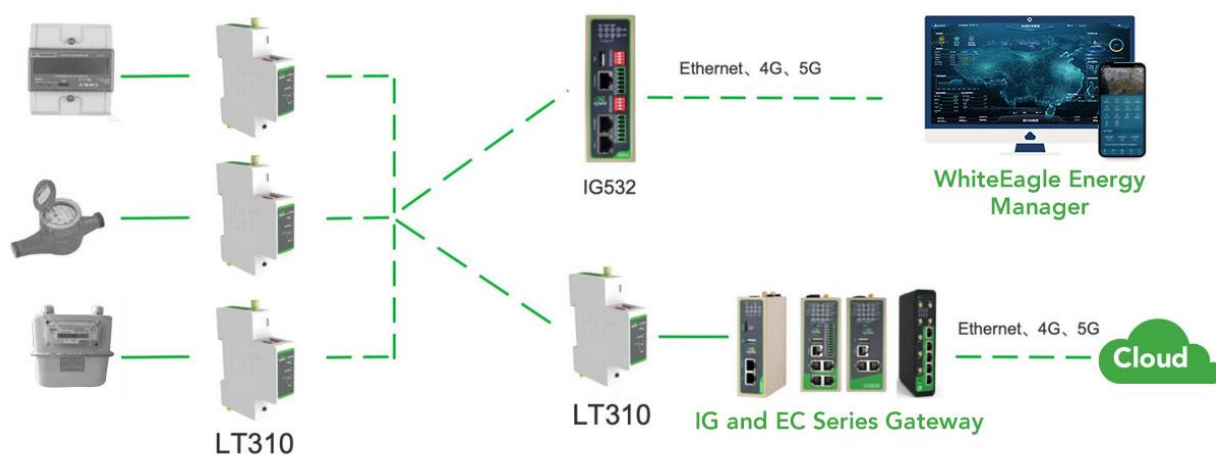 Ethernet、4G、5G
IG532
WhiteEagle Energy
Manager
LT310
LT310
IG and EC Series Gateway
Ethernet、4G、5G
Cloud